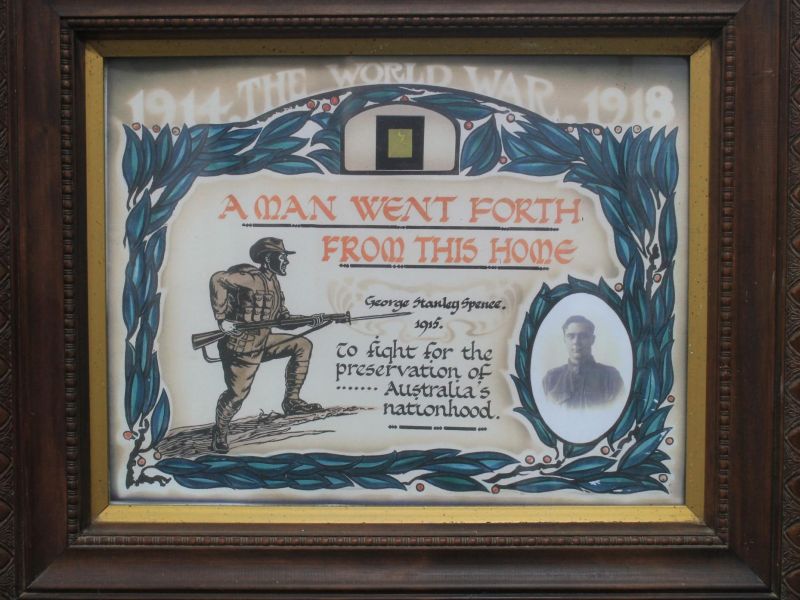 1914. THE WORLD WAR. 1918
A MAN WENT FORTH
FROM THIS HOME
George Stanley Spence.
1915.
To fight for the
preservation of
....... Australia's
nationhood.